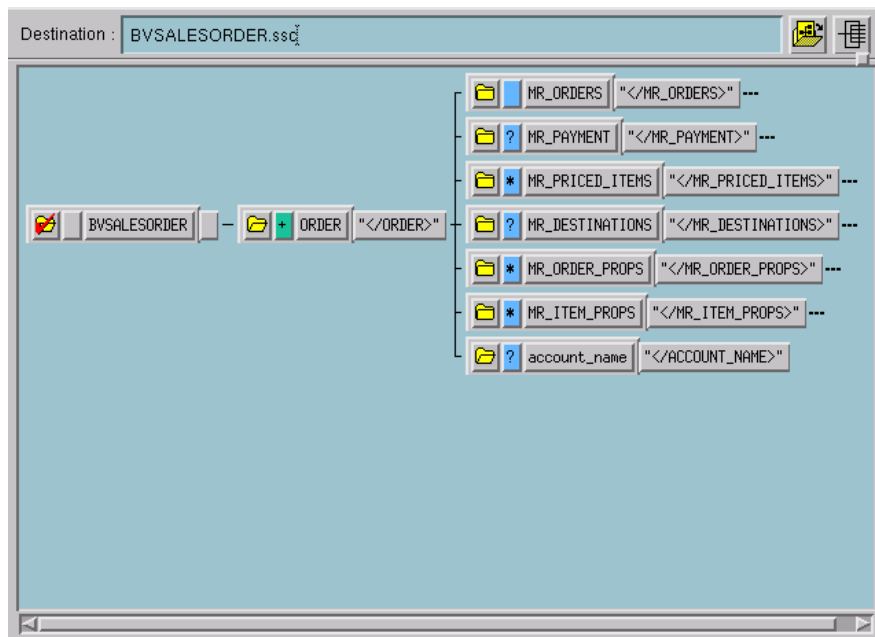 Destination : BVSALESORDER.ssc
MR_ORDERS "</MR_ORDERS>" ---
? MR_PAYMENT "</MR_PAYMENT>" ---
* MR_PRICED_ITEMS "</MR_PRICED_ITEMS>" ---
BVSALESORDER + ORDER "</ORDER>" ? MR_DESTINATIONS "</MR_DESTINATIONS>" ---
* MR_ORDER_PROPS "</MR_ORDER_PROPS>" ---
* MR_ITEM_PROPS "</MR_ITEM_PROPS>" ---
? account_name "</ACCOUNT_NAME>"